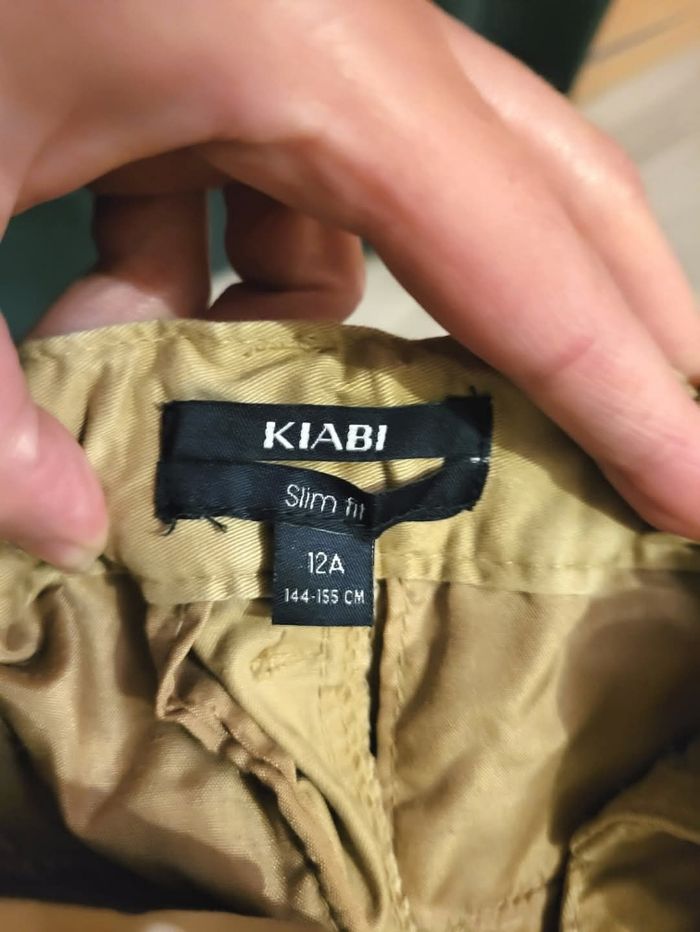 KIABI
Slim fit
12A
144-155 CM